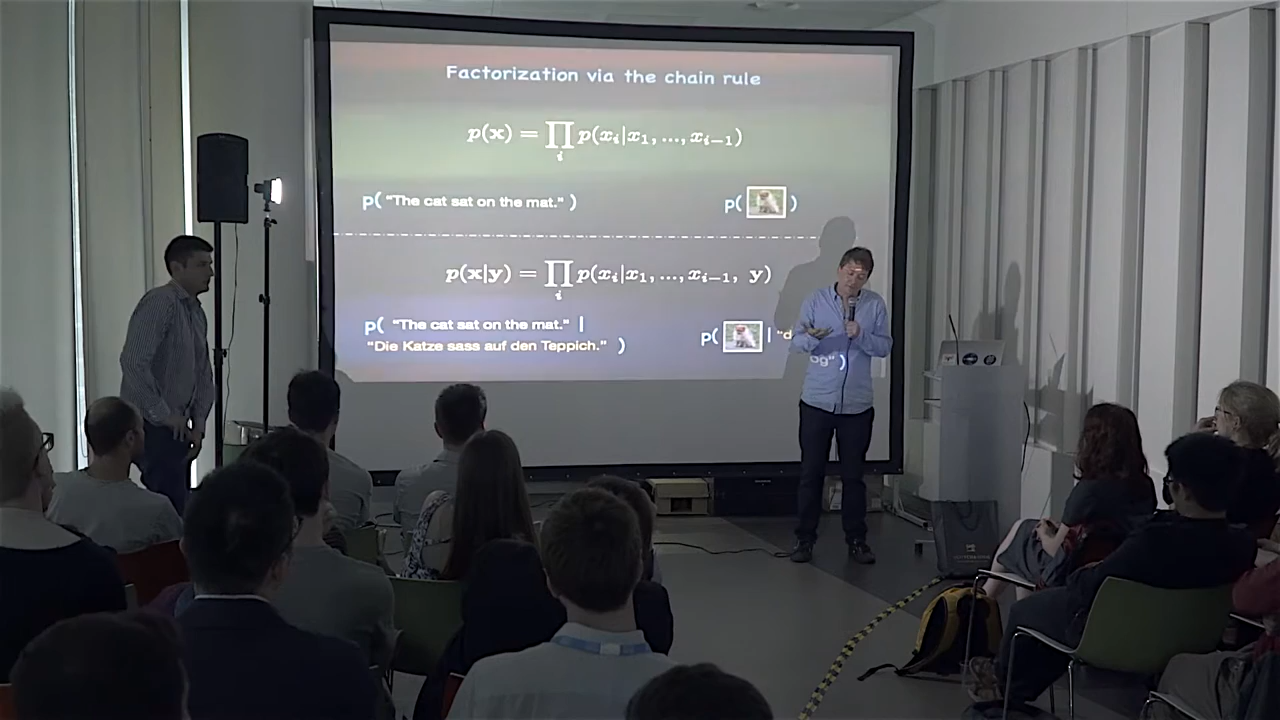 Factorization via the chain rule
p(x) = ∏ᵢ p(xᵢ|x₁, ..., xᵢ₋₁)
p( "The cat sat on the mat." ) p( )
p(x|y) = ∏ᵢ p(xᵢ|x₁, ..., xᵢ₋₁, y)
p( "The cat sat on the mat." | p( | "d
"Die Katze sass auf den Teppich." ) og" )